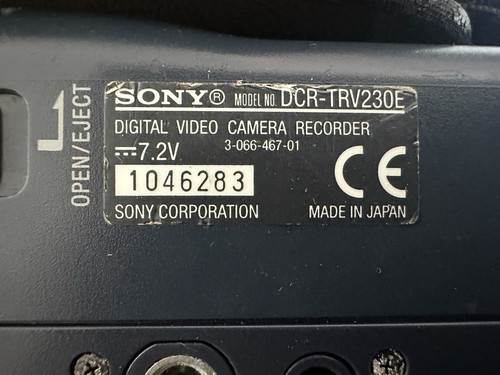 SONY® MODEL NO. DCR-TRV230E
DIGITAL VIDEO CAMERA RECORDER
⎓7.2V 3-066-467-01
1046283
CE
SONY CORPORATION MADE IN JAPAN
OPEN/EJECT